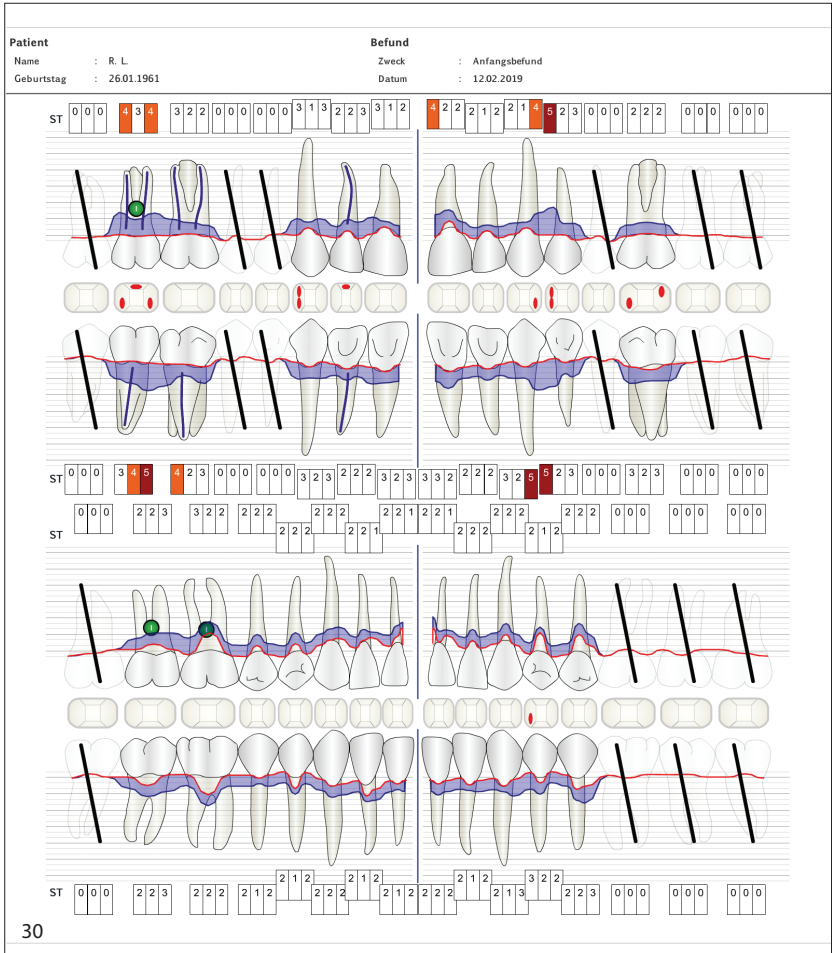 Patient Befund
Name : R. L. Zweck : Anfangsbefund
Geburtstag : 26.01.1961 Datum : 12.02.2019
ST 0 0 0 4 3 4 3 2 2 0 0 0 0 0 0 3 1 3 2 2 3 3 1 2 4 2 2 2 1 2 2 1 4 5 2 3 0 0 0 2 2 2 0 0 0 0 0 0
I
ST 0 0 0 3 4 5 4 2 3 0 0 0 0 0 0 3 2 3 2 2 2 3 2 3 3 3 2 2 2 2 3 2 5 5 2 3 0 0 0 3 2 3 0 0 0 0 0 0
ST 0 0 0 2 2 3 3 2 2 2 2 2 2 2 2 2 2 2 2 2 1 2 2 1 2 2 1 2 2 2 2 2 2 2 1 2 2 2 2 0 0 0 0 0 0 0 0 0
I I
ST 0 0 0 2 2 3 2 2 2 2 1 2 2 1 2 2 2 2 2 1 2 2 1 2 2 2 2 2 1 2 2 1 3 3 2 2 2 2 3 0 0 0 0 0 0 0 0 0
30